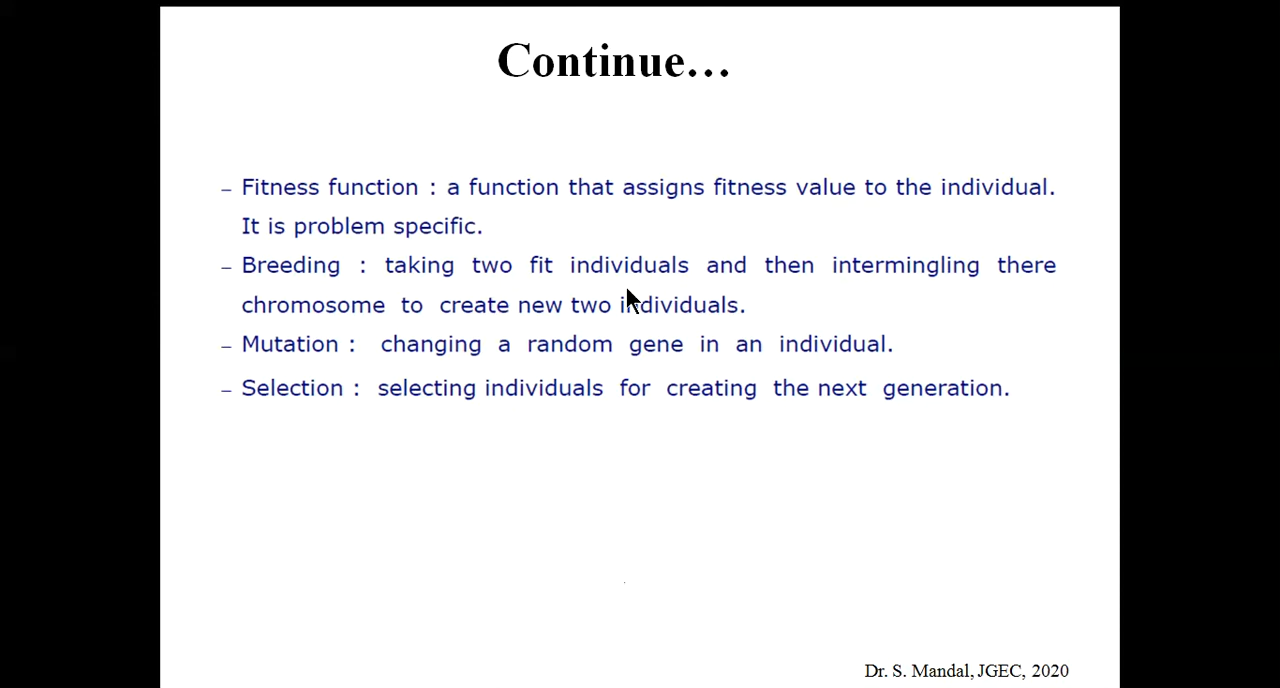 Continue...
– Fitness function : a function that assigns fitness value to the individual.
It is problem specific.
– Breeding : taking two fit individuals and then intermingling there
chromosome to create new two individuals.
– Mutation : changing a random gene in an individual.
– Selection : selecting individuals for creating the next generation.
Dr. S. Mandal, JGEC, 2020